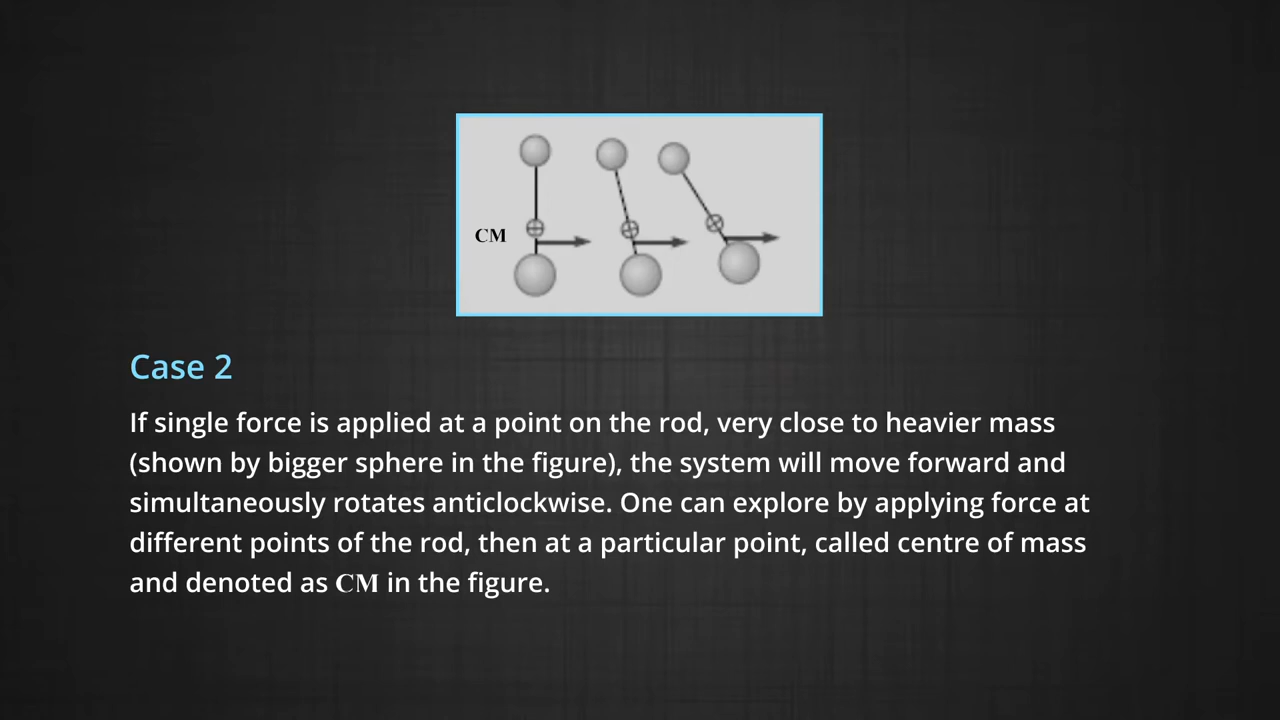 CM
Case 2
If single force is applied at a point on the rod, very close to heavier mass
(shown by bigger sphere in the figure), the system will move forward and
simultaneously rotates anticlockwise. One can explore by applying force at
different points of the rod, then at a particular point, called centre of mass
and denoted as CM in the figure.